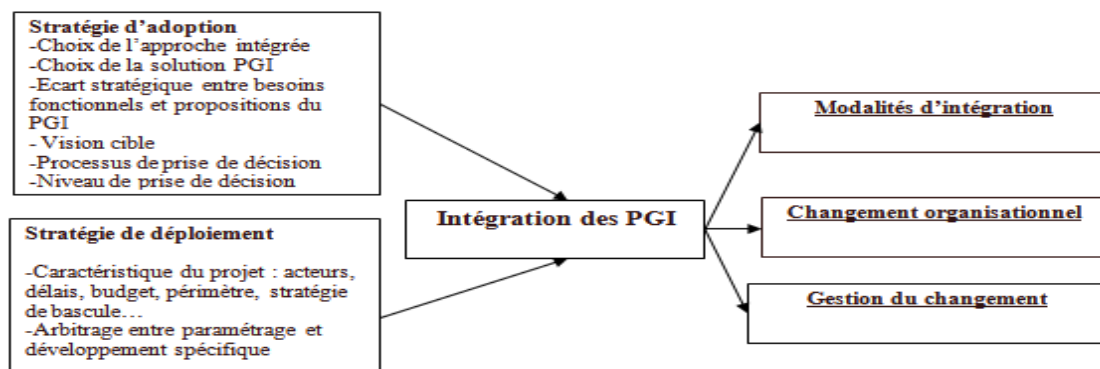 Stratégie d'adoption
-Choix de l'approche intégrée
-Choix de la solution PGI
-Ecart stratégique entre besoins
fonctionnels et propositions du
PGI
- Vision cible
-Processus de prise de décision
-Niveau de prise de décision
Stratégie de déploiement
-Caractéristique du projet : acteurs,
délais, budget, périmètre, stratégie
de bascule…
-Arbitrage entre paramétrage et
développement spécifique
Intégration des PGI
Modalités d'intégration
Changement organisationnel
Gestion du changement